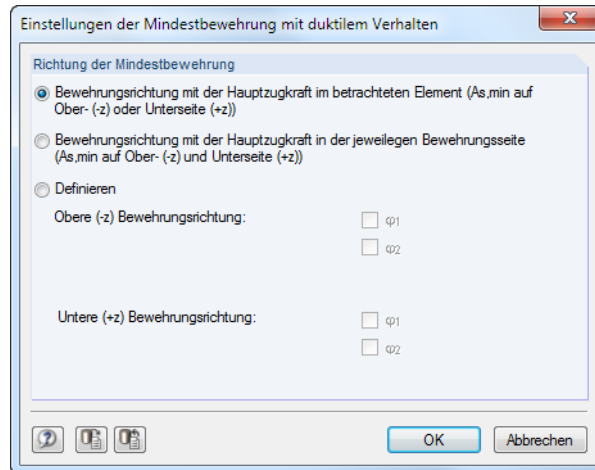 Einstellungen der Mindestbewehrung mit duktilem Verhalten
Richtung der Mindestbewehrung
Bewehrungsrichtung mit der Hauptzugkraft im betrachteten Element (As,min auf
Ober- (-z) oder Unterseite (+z))
Bewehrungsrichtung mit der Hauptzugkraft in der jeweilegen Bewehrungsseite
(As,min auf Ober- (-z) und Unterseite (+z))
Definieren
Obere (-z) Bewehrungsrichtung:
φ1
φ2
Untere (+z) Bewehrungsrichtung:
φ1
φ2
OK
Abbrechen